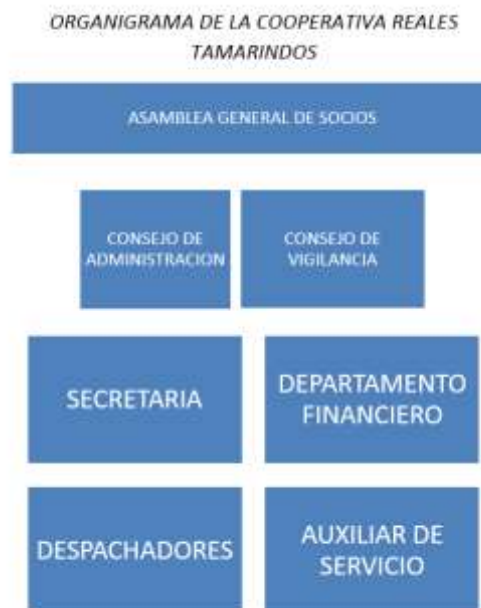 ORGANIGRAMA DE LA COOPERATIVA REALES
TAMARINDOS
ASAMBLEA GENERAL DE SOCIOS
CONSEJO DE
ADMINISTRACION
CONSEJO DE
VIGILANCIA
SECRETARIA
DEPARTAMENTO
FINANCIERO
DESPACHADORES
AUXILIAR DE
SERVICIO